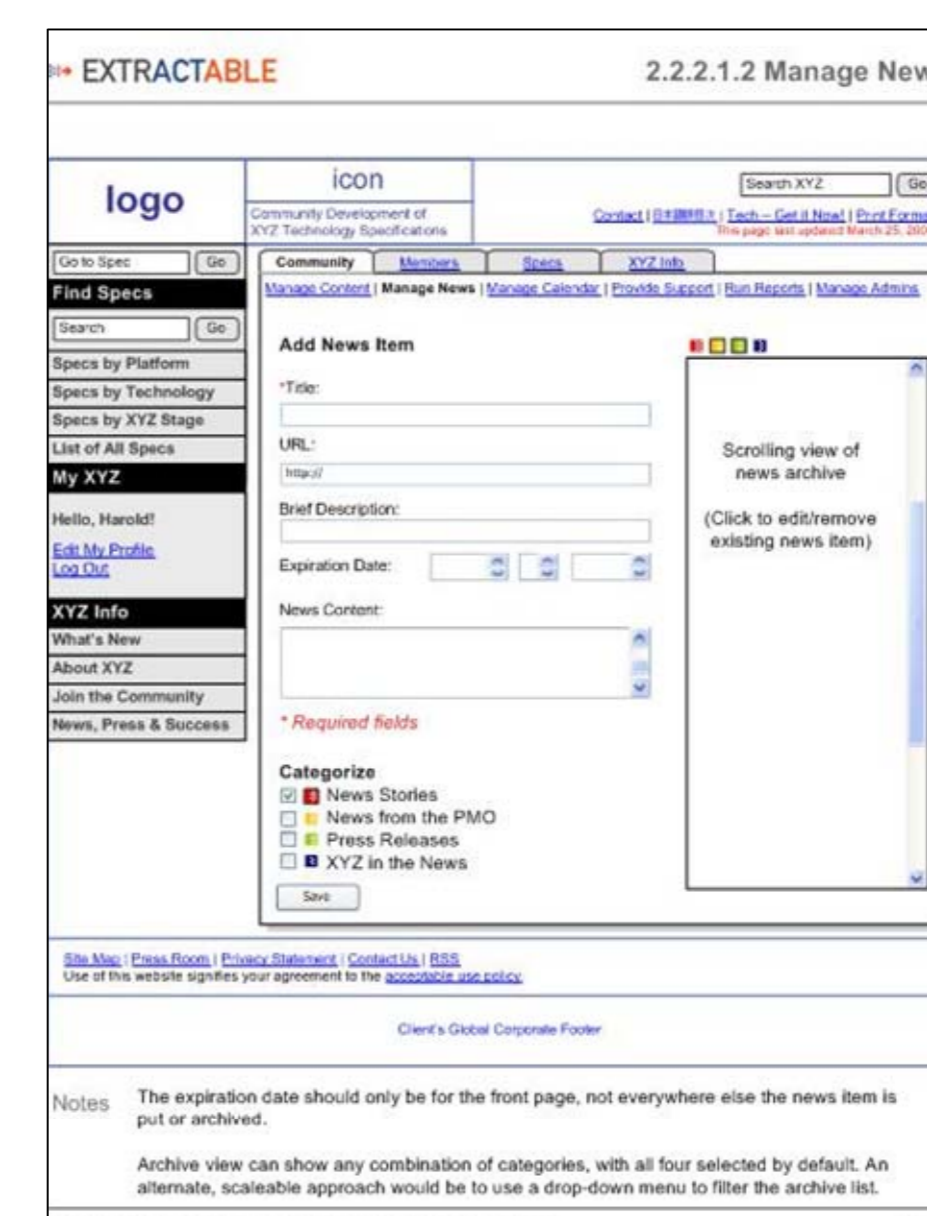 EXTRACTABLE
2.2.2.1.2 Manage New
logo
icon
Community Development of
XYZ Technology Specifications
Search XYZ
Go
Contact | | Tech – Get it Now! | Print Forma
This page last updated March 25, 200
Go to Spec
Go
Find Specs
Search
Go
Specs by Platform
Specs by Technology
Specs by XYZ Stage
List of All Specs
My XYZ
Hello, Harold!
Edit My Profile
Log Out
XYZ Info
What's New
About XYZ
Join the Community
News, Press & Success
Community
Members
Specs
XYZ Info
Manage Content | Manage News | Manage Calendar | Provide Support | Run Reports | Manage Admins
Add News Item
*Title:
URL:
http://
Brief Description:
Expiration Date:
News Content:
* Required fields
Categorize
News Stories
News from the PMO
Press Releases
XYZ in the News
Save
Scrolling view of
news archive
(Click to edit/remove
existing news item)
Site Map | Press Room | Privacy Statement | Contact Us | RSS
Use of this website signifies your agreement to the acceptable use policy.
Client's Global Corporate Footer
Notes
The expiration date should only be for the front page, not everywhere else the news item is
put or archived.
Archive view can show any combination of categories, with all four selected by default. An
alternate, scaleable approach would be to use a drop-down menu to filter the archive list.